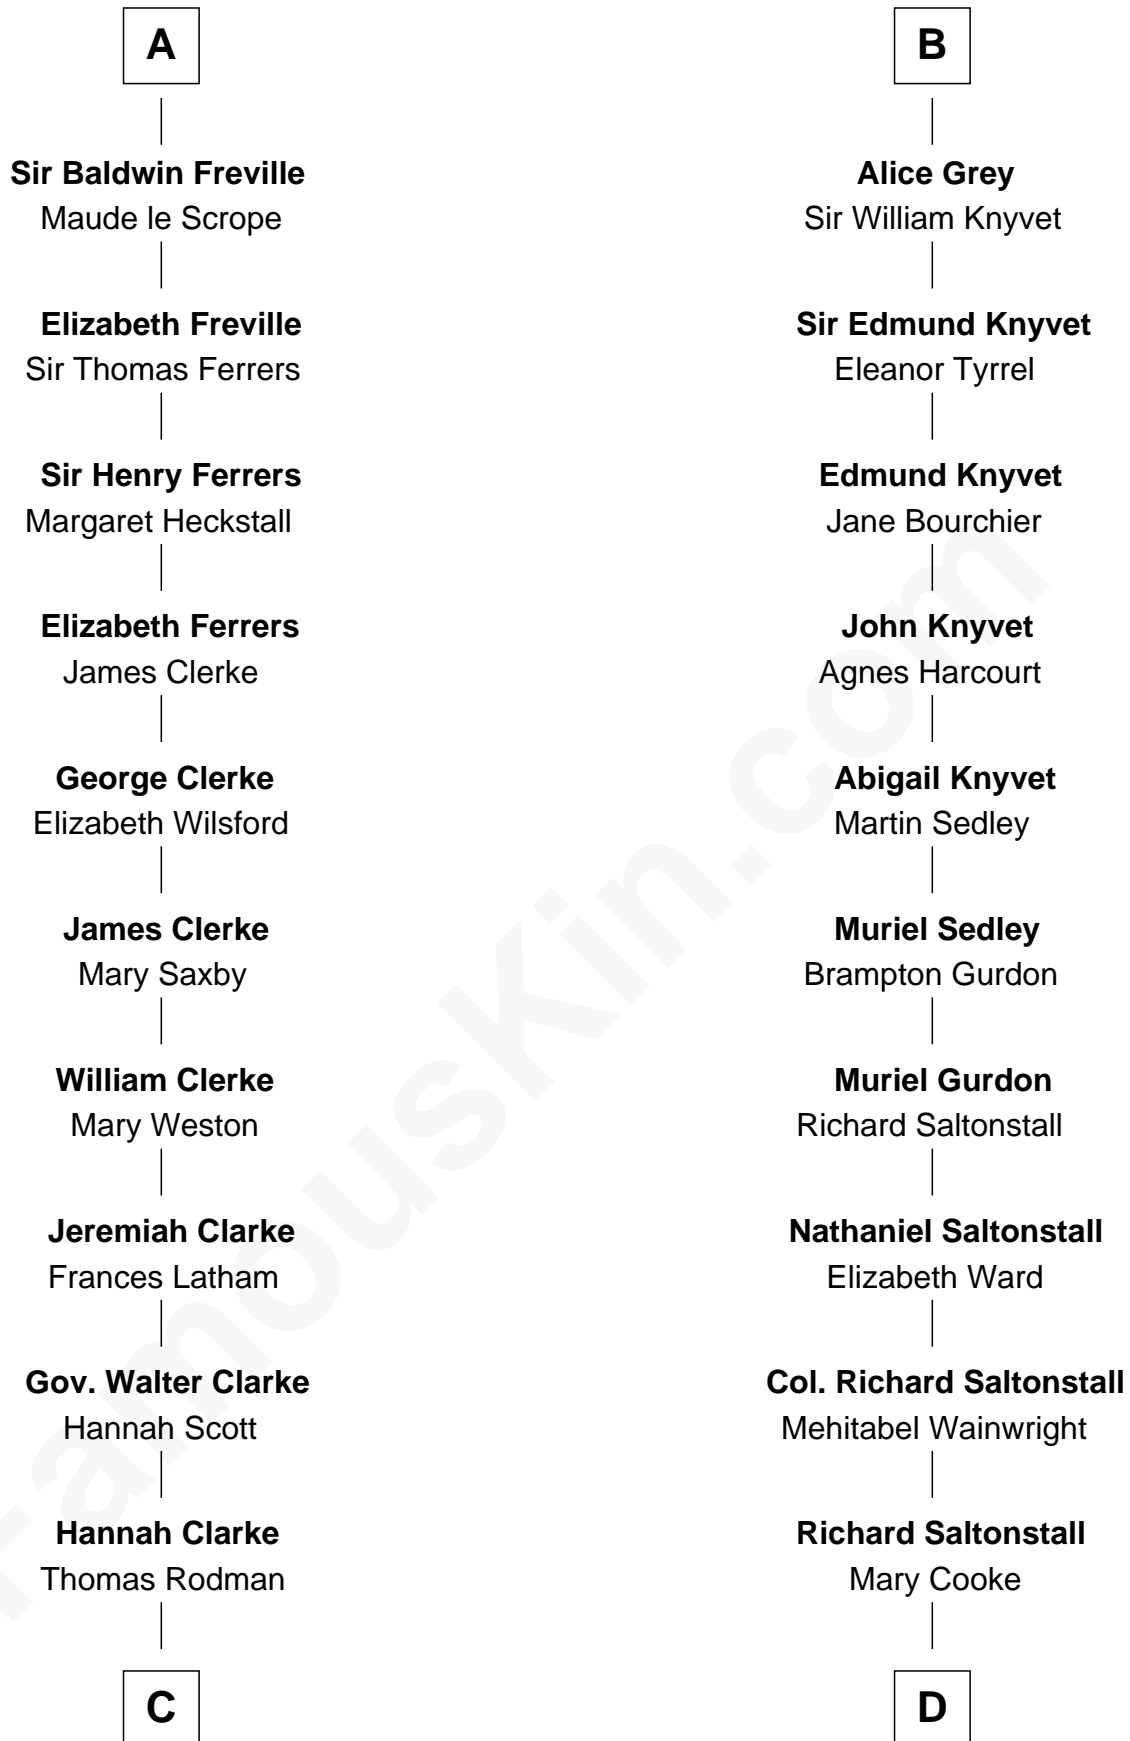 A
Sir Baldwin Freville
Maude le Scrope
Elizabeth Freville
Sir Thomas Ferrers
Sir Henry Ferrers
Margaret Heckstall
Elizabeth Ferrers
James Clerke
George Clerke
Elizabeth Wilsford
James Clerke
Mary Saxby
William Clerke
Mary Weston
Jeremiah Clarke
Frances Latham
Gov. Walter Clarke
Hannah Scott
Hannah Clarke
Thomas Rodman
C
B
Alice Grey
Sir William Knyvet
Sir Edmund Knyvet
Eleanor Tyrrel
Edmund Knyvet
Jane Bourchier
John Knyvet
Agnes Harcourt
Abigail Knyvet
Martin Sedley
Muriel Sedley
Brampton Gurdon
Muriel Gurdon
Richard Saltonstall
Nathaniel Saltonstall
Elizabeth Ward
Col. Richard Saltonstall
Mehitabel Wainwright
Richard Saltonstall
Mary Cooke
D
FamousKin.com